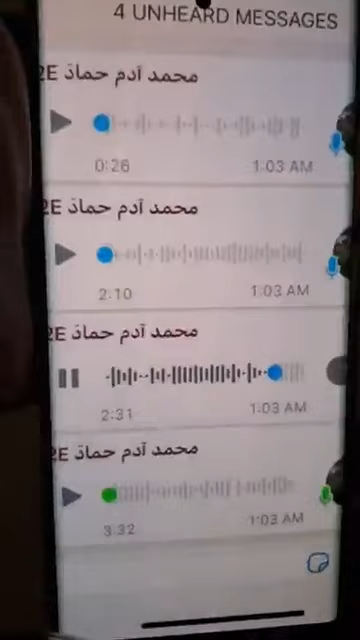 4 UNHEARD MESSAGES
محمد آدم حماد 2E
0:26 1:03 AM
محمد آدم حماد 2E
2:10 1:03 AM
محمد آدم حماد 2E
2:31 1:03 AM
محمد آدم حماد 2E
3:32 1:03 AM